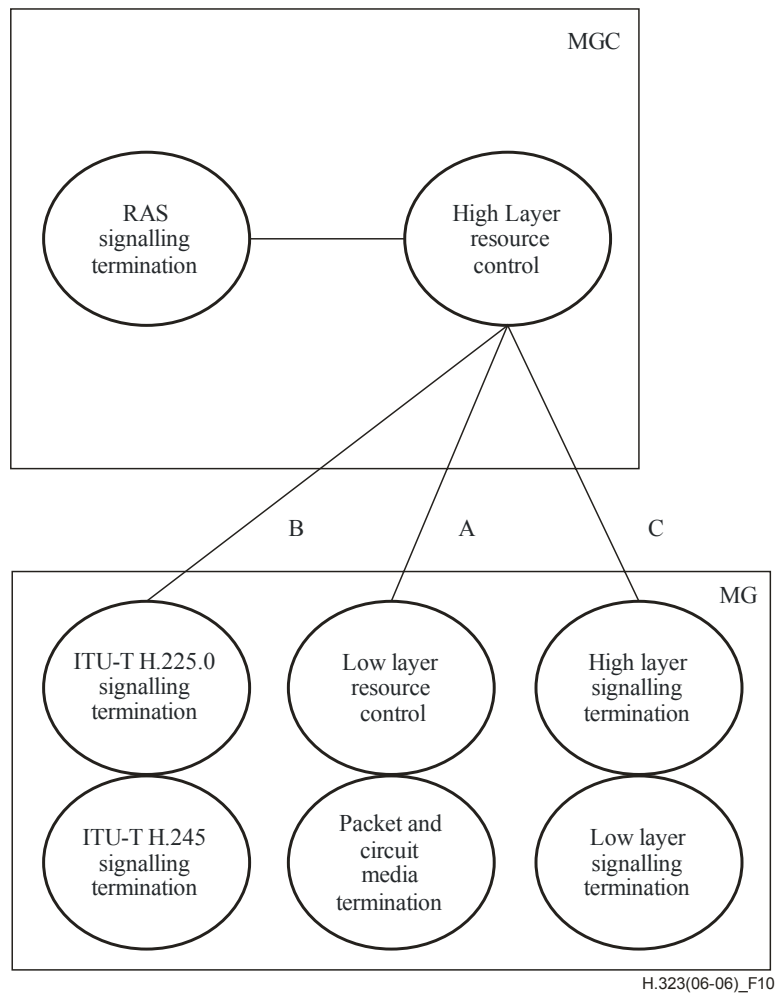 MGC
RAS
signalling
termination
High Layer
resource
control
B
A
C
MG
ITU-T H.225.0
signalling
termination
Low layer
resource
control
High layer
signalling
termination
ITU-T H.245
signalling
termination
Packet and
circuit
media
termination
Low layer
signalling
termination
H.323(06-06)_F10